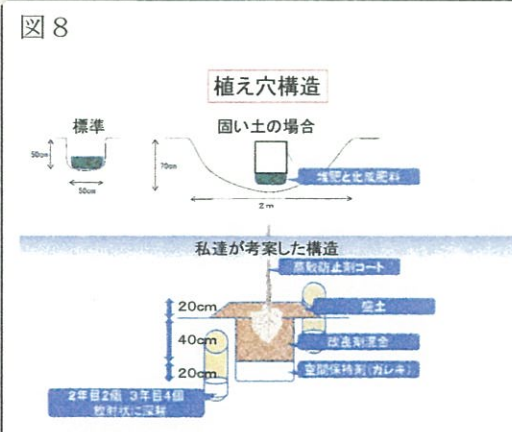 図8
植え穴構造
標準
固い土の場合
50cm
50cm
70cm
堆肥と化成肥料
2m
私達が考案した構造
腐敗防止剤コート
20cm
盛土
40cm
改良剤混合
20cm
空間保持剤(ガレキ)
2年目2個 3年目4個
放射状に深耕